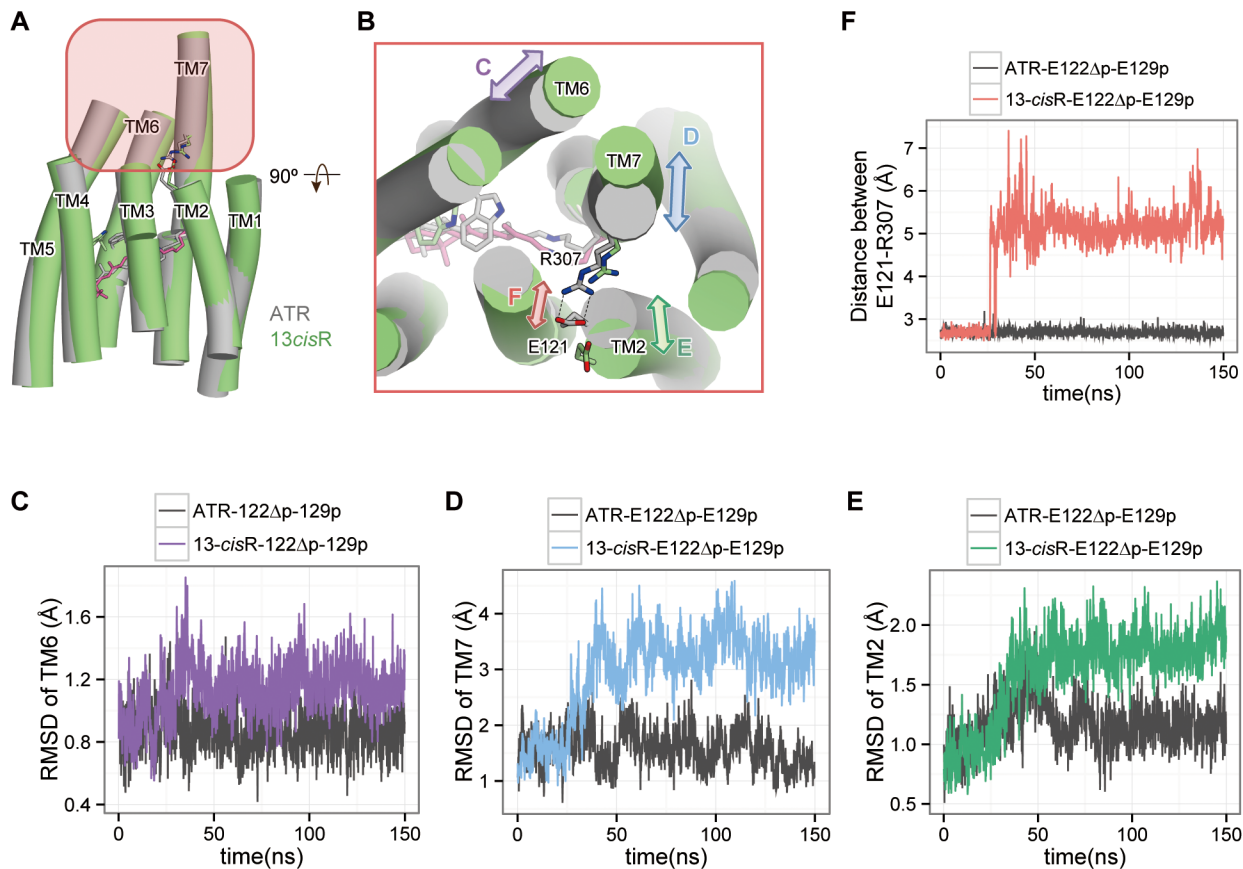 A
TM7
TM6
TM4
TM3
TM2
TM1
TM5
ATR
13cisR
90º
B
C
TM6
D
TM7
R307
F
E121
TM2
E
F
ATR-E122Δp-E129p
13-cisR-E122Δp-E129p
Distance between
E121-R307 (Å)
7
6
5
4
3
0
50
100
150
time(ns)
C
ATR-122Δp-129p
13-cisR-122Δp-129p
RMSD of TM6 (Å)
1.6
1.2
0.8
0.4
0
50
100
150
time(ns)
D
ATR-E122Δp-E129p
13-cisR-E122Δp-E129p
RMSD of TM7 (Å)
4
3
2
1
0
50
100
150
time(ns)
E
ATR-E122Δp-E129p
13-cisR-E122Δp-E129p
RMSD of TM2 (Å)
2.0
1.5
1.0
0.5
0
50
100
150
time(ns)